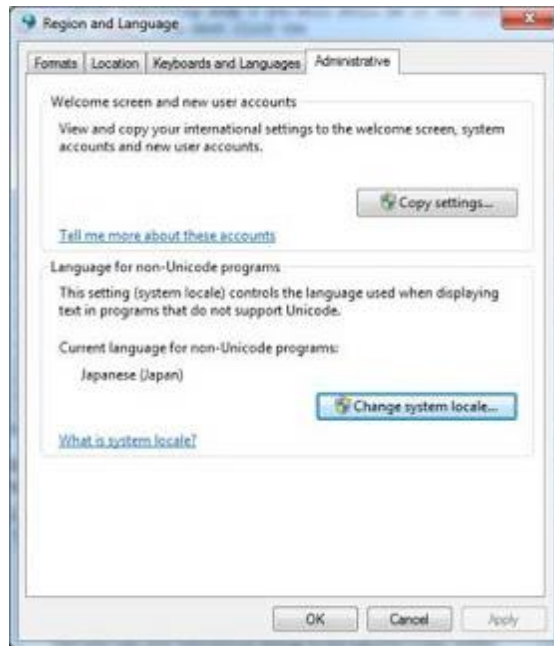 Region and Language
Formats Location Keyboards and Languages Administrative
Welcome screen and new user accounts
View and copy your international settings to the welcome screen, system
accounts and new user accounts.
Copy settings...
Tell me more about these accounts
Language for non-Unicode programs
This setting (system locale) controls the language used when displaying
text in programs that do not support Unicode.
Current language for non-Unicode programs:
Japanese (Japan)
Change system locale...
What is system locale?
OK Cancel Apply